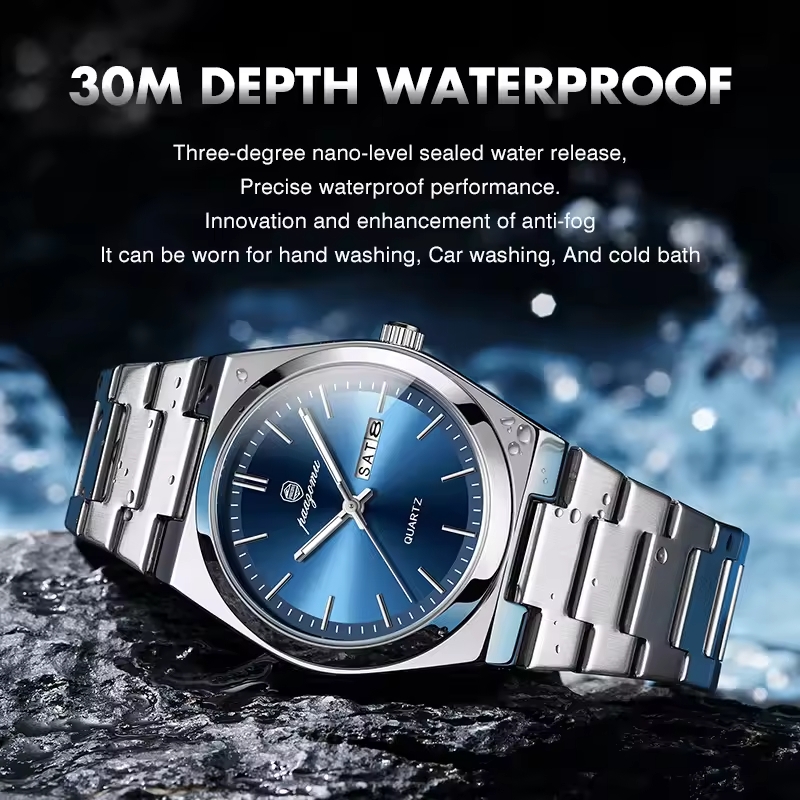 30M DEPTH WATERPROOF
Three-degree nano-level sealed water release,
Precise waterproof performance.
Innovation and enhancement of anti-fog
It can be worn for hand washing, Car washing, And cold bath
SAT 8
paagomu
QUARTZ